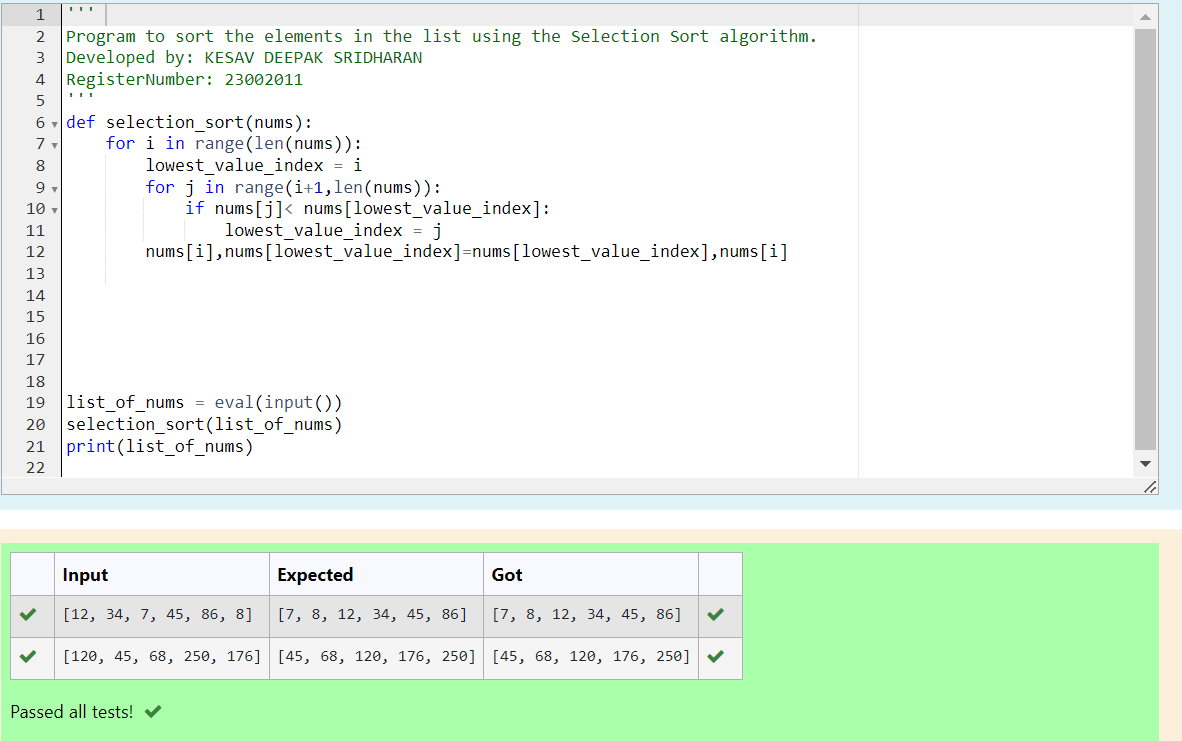 1 '''
2 Program to sort the elements in the list using the Selection Sort algorithm.
3 Developed by: KESAV DEEPAK SRIDHARAN
4 RegisterNumber: 23002011
5 '''
6 def selection_sort(nums):
7     for i in range(len(nums)):
8         lowest_value_index = i
9         for j in range(i+1,len(nums)):
10             if nums[j]< nums[lowest_value_index]:
11                 lowest_value_index = j
12         nums[i],nums[lowest_value_index]=nums[lowest_value_index],nums[i]
13
14
15
16
17
18
19 list_of_nums = eval(input())
20 selection_sort(list_of_nums)
21 print(list_of_nums)
22
Input Expected Got
[12, 34, 7, 45, 86, 8] [7, 8, 12, 34, 45, 86] [7, 8, 12, 34, 45, 86]
[120, 45, 68, 250, 176] [45, 68, 120, 176, 250] [45, 68, 120, 176, 250]
Passed all tests!